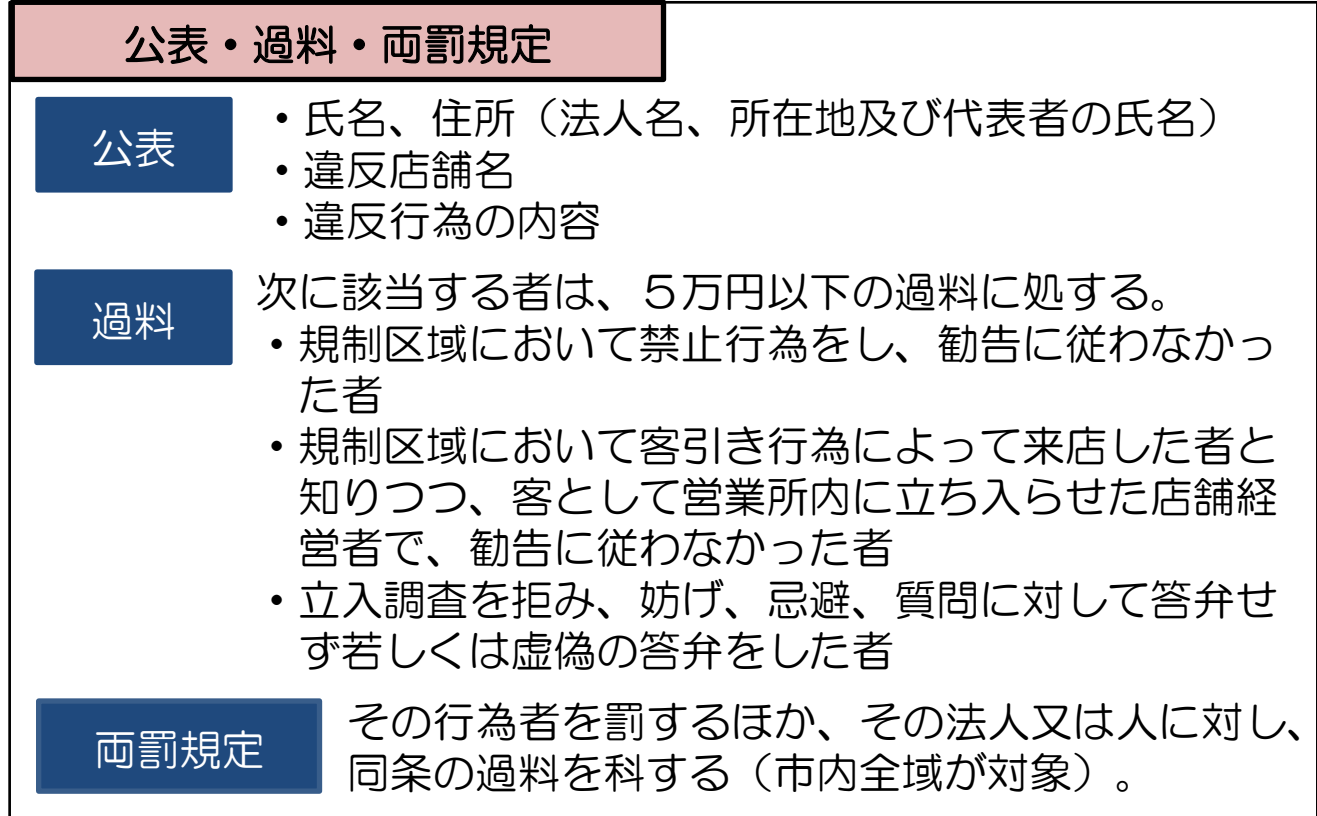 公表・過料・両罰規定
公表
・氏名、住所（法人名、所在地及び代表者の氏名）
・違反店舗名
・違反行為の内容
過料
次に該当する者は、５万円以下の過料に処する。
・規制区域において禁止行為をし、勧告に従わなかっ
た者
・規制区域において客引き行為によって来店した者と
知りつつ、客として営業所内に立ち入らせた店舗経
営者で、勧告に従わなかった者
・立入調査を拒み、妨げ、忌避、質問に対して答弁せ
ず若しくは虚偽の答弁をした者
両罰規定
その行為者を罰するほか、その法人又は人に対し、
同条の過料を科する（市内全域が対象）。